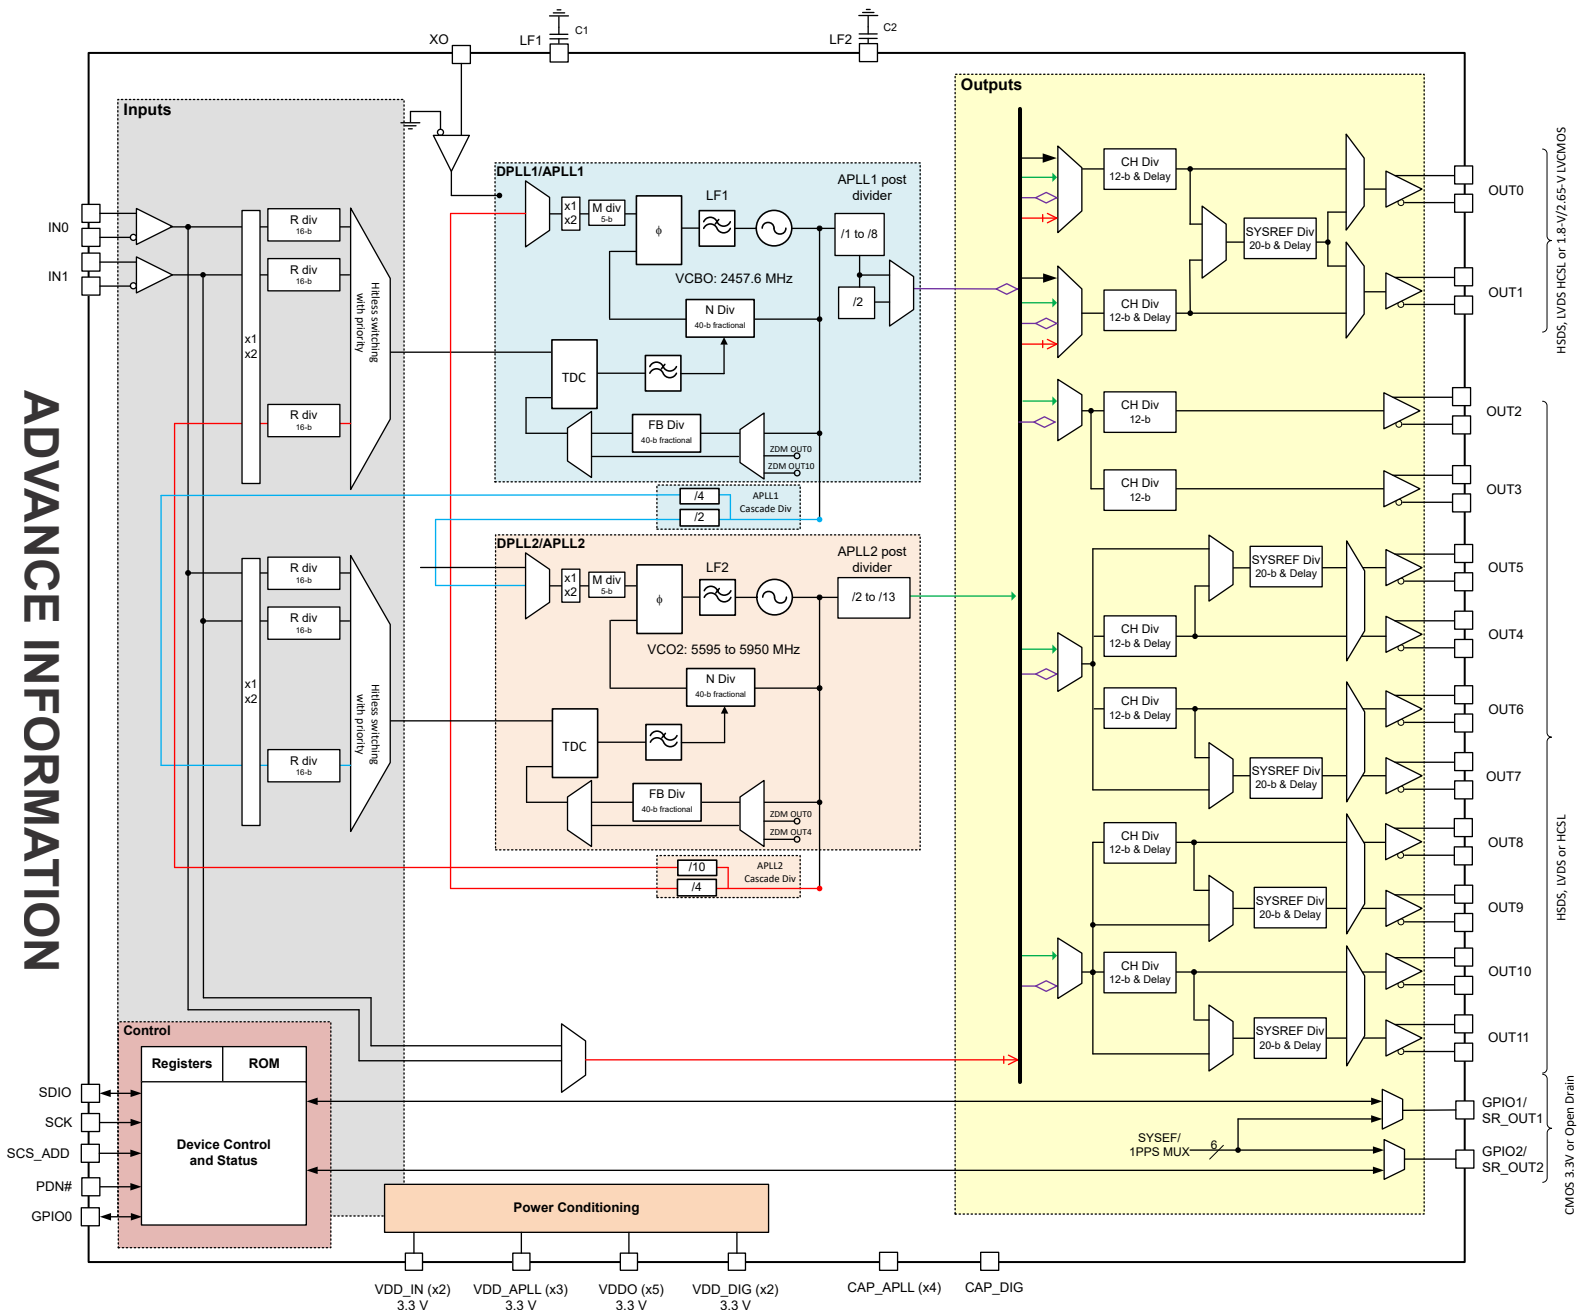 XO
LF1
C1
LF2
C2
Inputs
Outputs
DPLL1/APLL1
IN0
IN1
x1
x2
R div
16-b
R div
16-b
R div
16-b
Hitless switching
with priority
x1
x2
M div
5-b
ϕ
LF1
APLL1 post
divider
/1 to /8
/2
VCBO: 2457.6 MHz
N Div
40-b fractional
TDC
FB Div
40-b fractional
ZDM OUT0
ZDM OUT10
/4
/2
APLL1
Cascade Div
DPLL2/APLL2
x1
x2
R div
16-b
R div
16-b
R div
16-b
Hitless switching
with priority
x1
x2
M div
5-b
ϕ
LF2
APLL2 post
divider
/2 to /13
VCO2: 5595 to 5950 MHz
N Div
40-b fractional
TDC
FB Div
40-b fractional
ZDM OUT0
ZDM OUT4
/10
/4
APLL2
Cascade Div
CH Div
12-b & Delay
SYSREF Div
20-b & Delay
CH Div
12-b & Delay
CH Div
12-b
CH Div
12-b
SYSREF Div
20-b & Delay
CH Div
12-b & Delay
CH Div
12-b & Delay
SYSREF Div
20-b & Delay
CH Div
12-b & Delay
SYSREF Div
20-b & Delay
CH Div
12-b & Delay
SYSREF Div
20-b & Delay
OUT0
OUT1
OUT2
OUT3
OUT5
OUT4
OUT6
OUT7
OUT8
OUT9
OUT10
OUT11
GPIO1/
SR_OUT1
GPIO2/
SR_OUT2
HSDS, LVDS HCSL or 1.8-V/2.65-V LVCMOS
HSDS, LVDS or HCSL
CMOS 3.3V or Open Drain
SYSEF/
1PPS MUX
6
ADVANCE INFORMATION
Control
Registers
ROM
Device Control
and Status
SDIO
SCK
SCS_ADD
PDN#
GPIO0
Power Conditioning
VDD_IN (x2)
3.3 V
VDD_APLL (x3)
3.3 V
VDDO (x5)
3.3 V
VDD_DIG (x2)
3.3 V
CAP_APLL (x4)
CAP_DIG